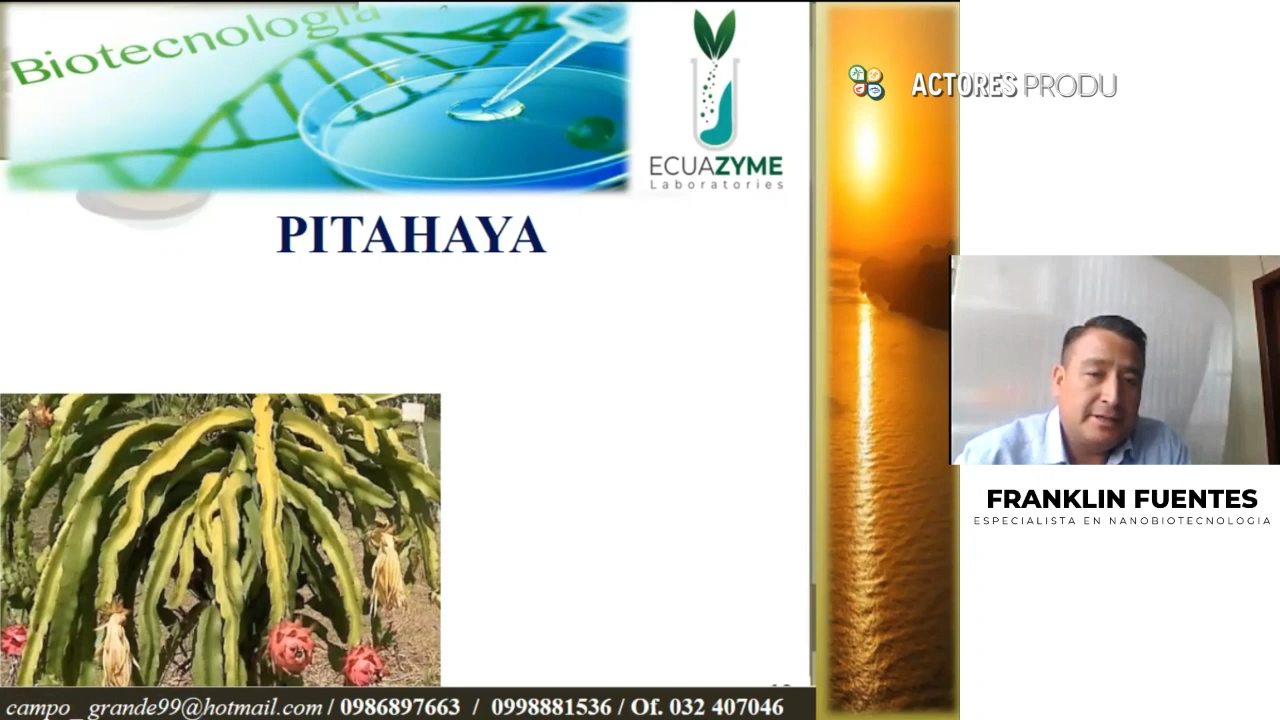 Biotecnología
ECUAZYME
Laboratories
ACTORES PRODU
PITAHAYA
FRANKLIN FUENTES
ESPECIALISTA EN NANOBIOTECNOLOGIA
campo_grande99@hotmail.com / 0986897663 / 0998881536 / Of. 032 407046